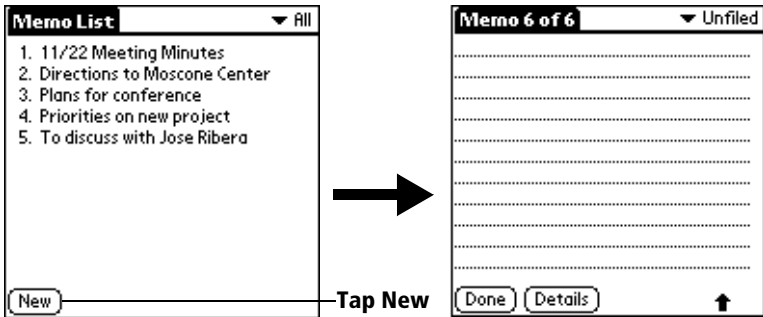 Memo List All
1. 11/22 Meeting Minutes
2. Directions to Moscone Center
3. Plans for conference
4. Priorities on new project
5. To discuss with Jose Ribera
New
Tap New
Memo 6 of 6 Unfiled
Done Details